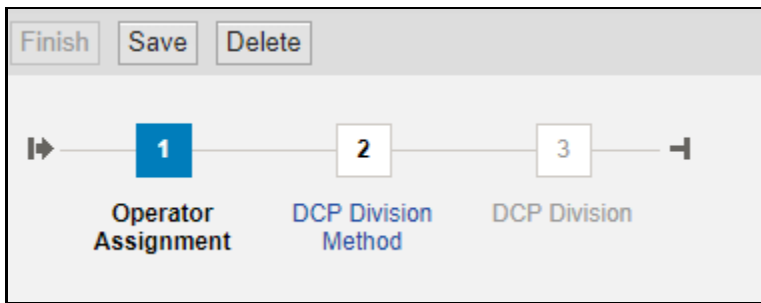 Finish Save Delete
1 2 3
Operator DCP Division DCP Division
Assignment Method